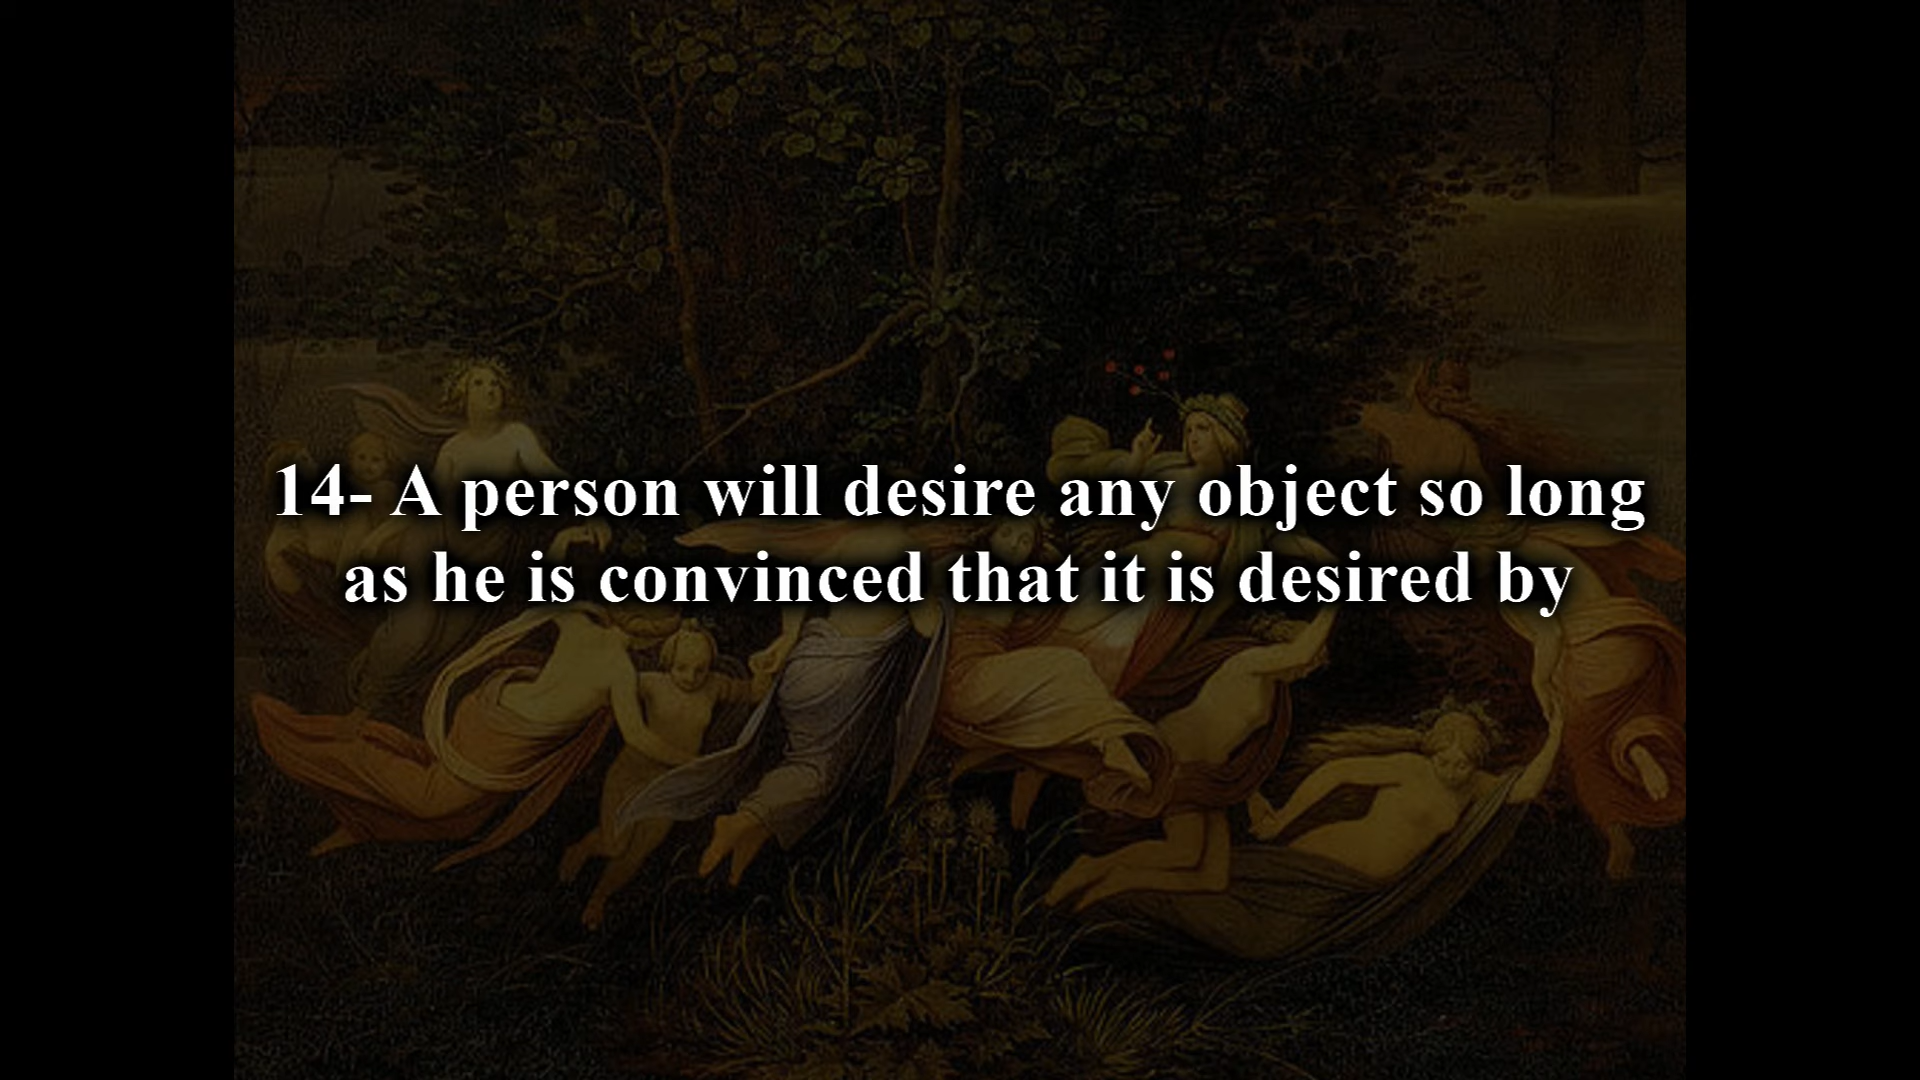 14- A person will desire any object so long
as he is convinced that it is desired by